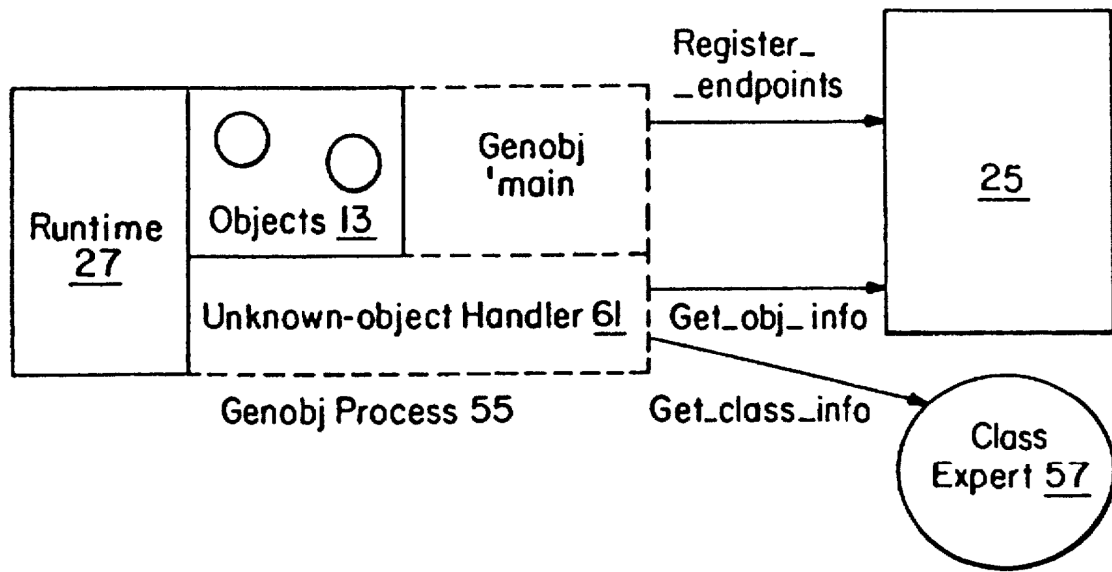 Register_
_endpoints
Genobj
'main
25
Runtime
27
Objects 13
Unknown-object Handler 61
Get_obj_info
Genobj Process 55
Get_class_info
Class
Expert 57